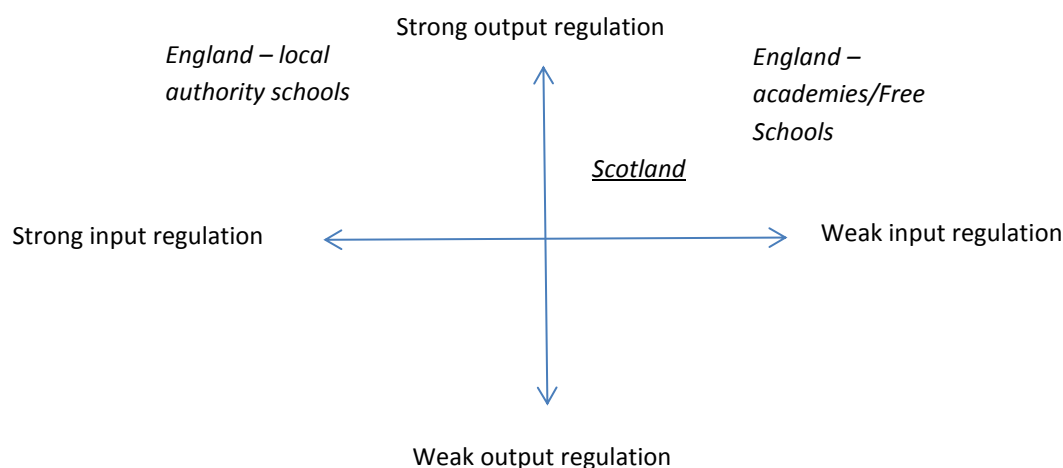 Strong output regulation
England – local
authority schools
England –
academies/Free
Schools
Scotland
Strong input regulation
Weak input regulation
Weak output regulation